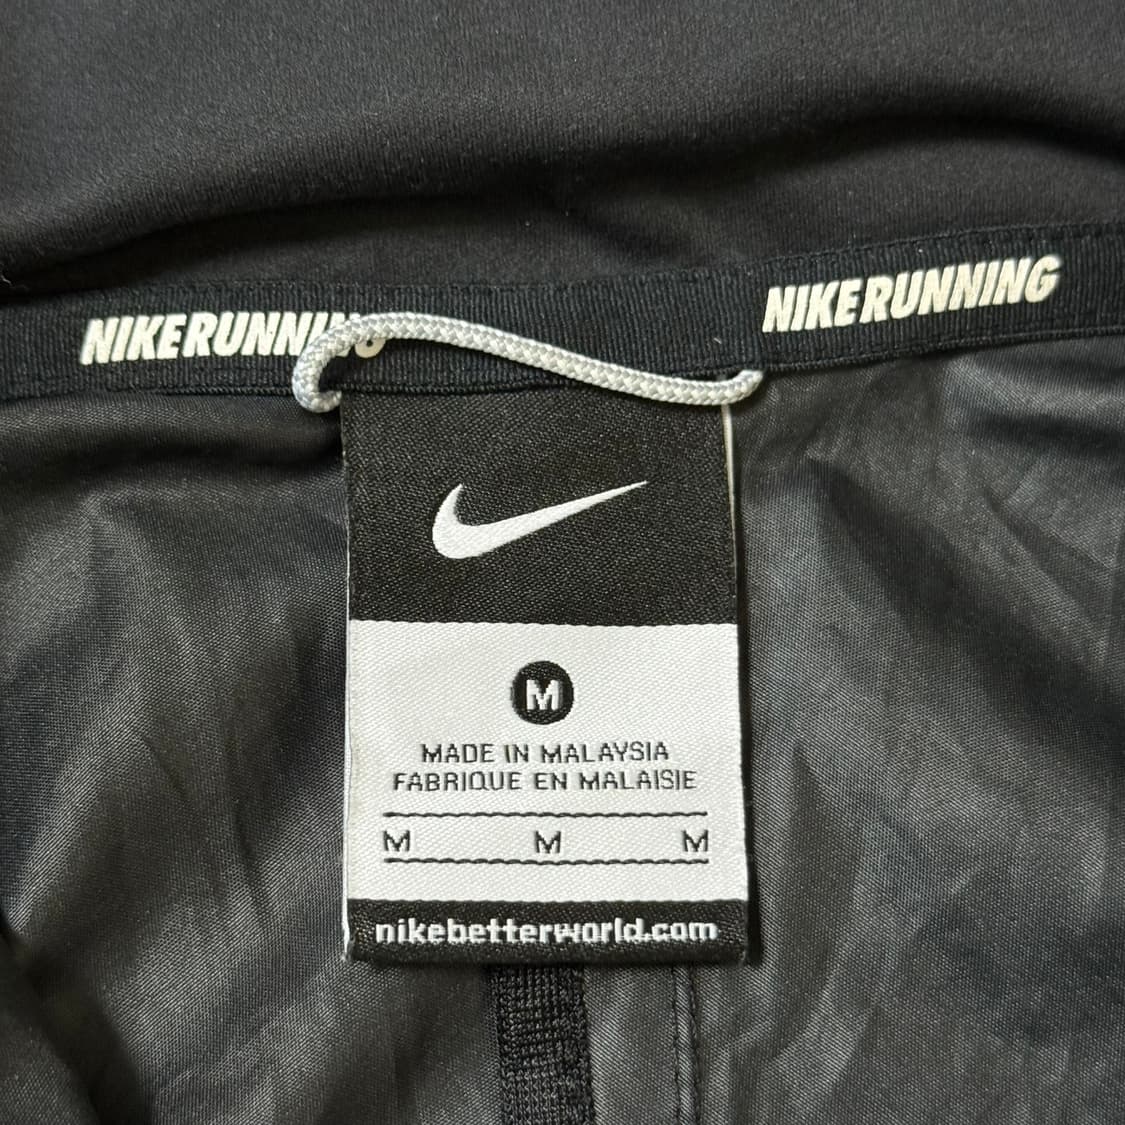 NIKE RUNNING
NIKE RUNNING
M
MADE IN MALAYSIA
FABRIQUE EN MALAISIE
M M M
nikebetterworld.com